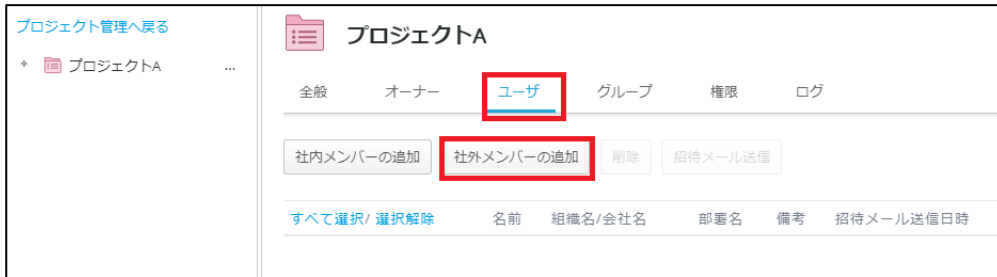 プロジェクト管理へ戻る
プロジェクトA ...
プロジェクトA
全般 オーナー ユーザ グループ 権限 ログ
社内メンバーの追加 社外メンバーの追加 削除 招待メール送信
すべて選択/ 選択解除 名前 組織名/会社名 部署名 備考 招待メール送信日時